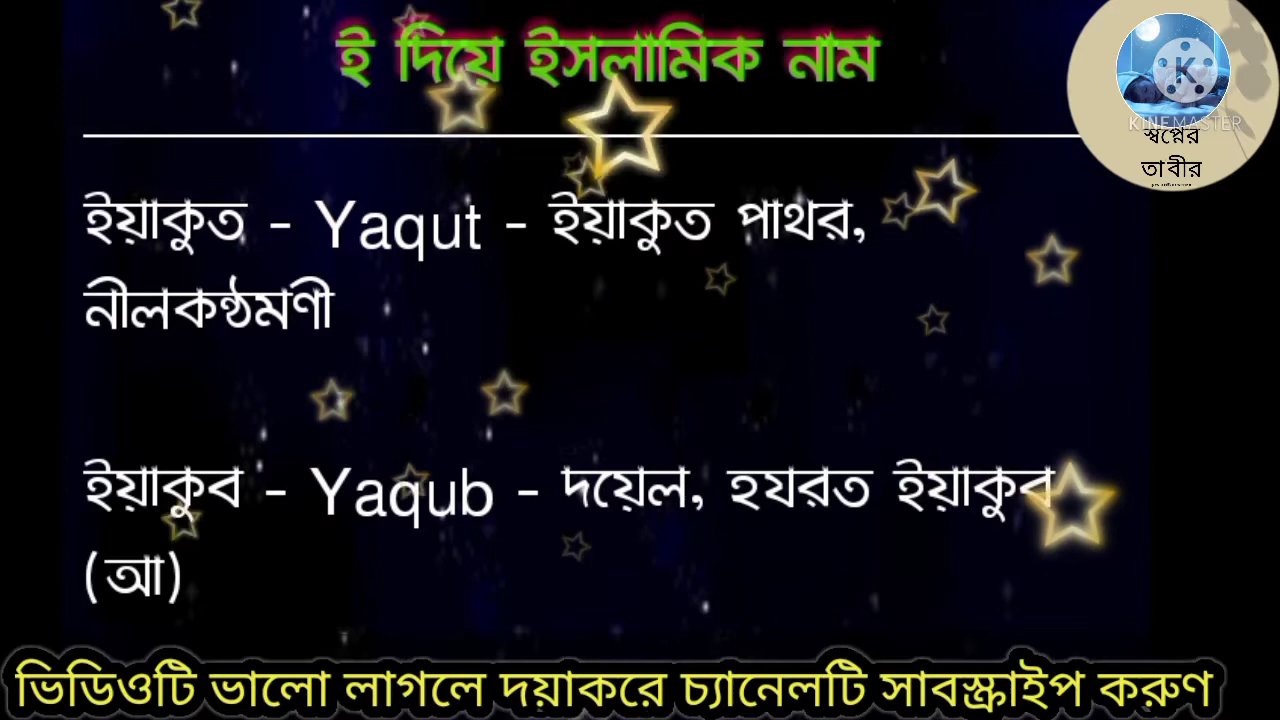 ই দিয়ে ইসলামিক নাম
KINEMASTER
স্বপ্নের
তাবীর
ইয়াকুত - Yaqut - ইয়াকুত পাথর,
নীলকন্ঠমণী
ইয়াকুব - Yaqub - দয়েল, হযরত ইয়াকুব
(আ)
ভিডিওটি ভালো লাগলে দয়াকরে চ্যানেলটি সাবস্ক্রাইপ করুণ